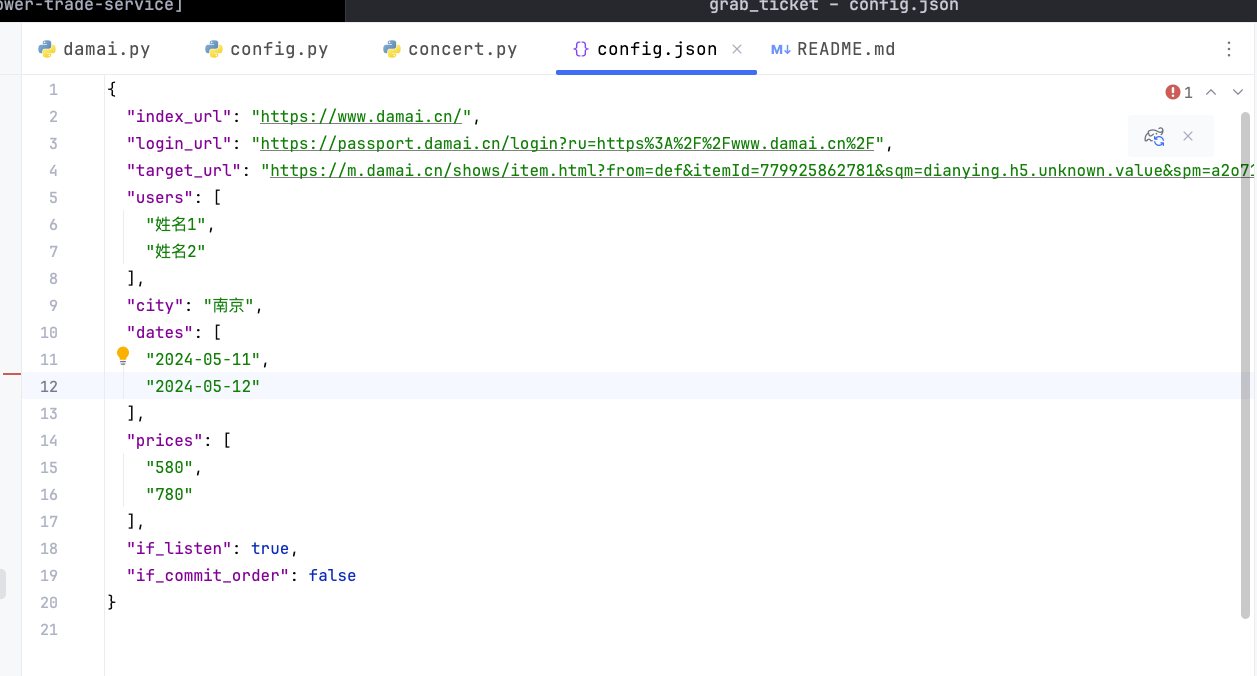 ower-trade-service]
grab_ticket – config.json
damai.py config.py concert.py {} config.json × M↓ README.md
1 {
1
2 "index_url": "https://www.damai.cn/",
3 "login_url": "https://passport.damai.cn/login?ru=https%3A%2F%2Fwww.damai.cn%2F",
4 "target_url": "https://m.damai.cn/shows/item.html?from=def&itemId=779925862781&sqm=dianying.h5.unknown.value&spm=a2o71
5 "users": [
6 "姓名1",
7 "姓名2"
8 ],
9 "city": "南京",
10 "dates": [
11 "2024-05-11",
12 "2024-05-12"
13 ],
14 "prices": [
15 "580",
16 "780"
17 ],
18 "if_listen": true,
19 "if_commit_order": false
20 }
21